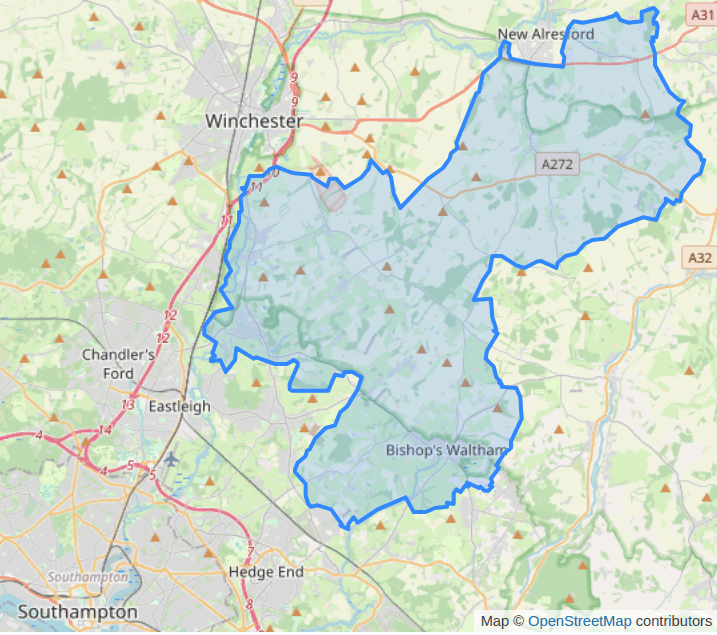 A31
New Alresford
9
9
Winchester
A272
10
11
11
A32
12
12
Chandler's
Ford
13
Eastleigh
14
4
4
5
5
Bishop's Waltham
7
Hedge End
Southampton
8
Southampton
Map © OpenStreetMap contributors